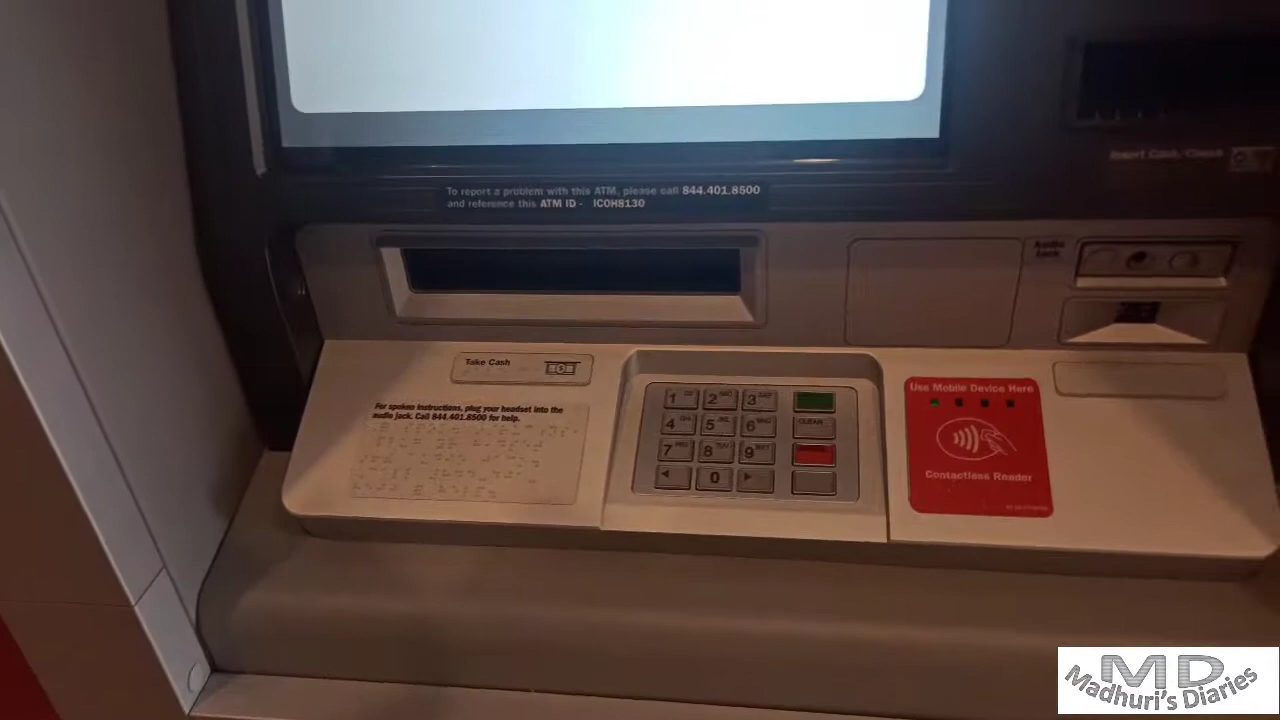 To report a problem with this ATM, please call 844.401.8500
and reference this ATM ID - ICOH8130
Insert Cash/Check
Audio
Jack
Take Cash
For spoken instructions, plug your headset into the
audio jack. Call 844.401.8500 for help.
1
2 ABC
3 DEF
4 GHI
5 JKL
6 MNO
CLEAR
7 PRS
8 TUV
9 WXY
0
Use Mobile Device Here
Contactless Reader
MD
Madhuri's Diaries